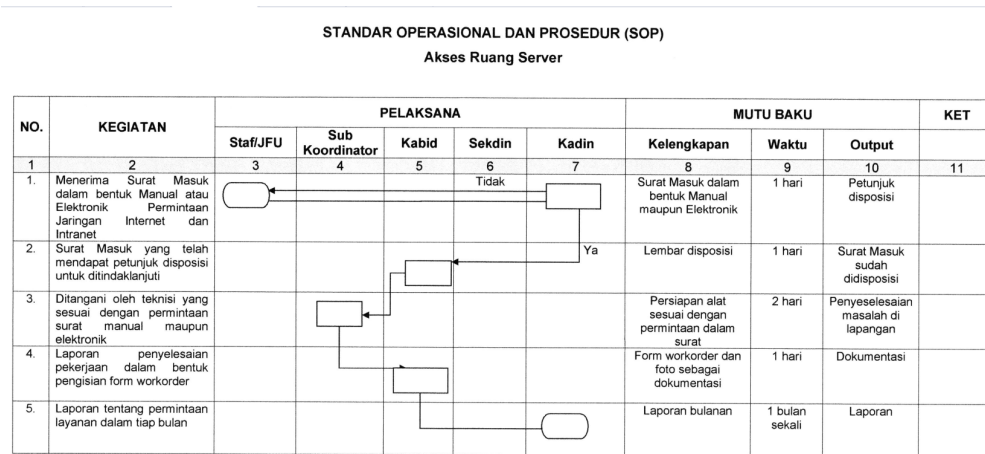 STANDAR OPERASIONAL DAN PROSEDUR (SOP)
Akses Ruang Server
NO. KEGIATAN PELAKSANA MUTU BAKU KET
Staf/JFU Sub Koordinator Kabid Sekdin Kadin Kelengkapan Waktu Output
1 2 3 4 5 6 7 8 9 10 11
1. Menerima Surat Masuk
dalam bentuk Manual atau
Elektronik Permintaan
Jaringan Internet dan
Intranet
Tidak
Surat Masuk dalam
bentuk Manual
maupun Elektronik
1 hari
Petunjuk
disposisi
2. Surat Masuk yang telah
mendapat petunjuk disposisi
untuk ditindaklanjuti
Ya
Lembar disposisi
1 hari
Surat Masuk
sudah
didisposisi
3. Ditangani oleh teknisi yang
sesuai dengan permintaan
surat manual maupun
elektronik
Persiapan alat
sesuai dengan
permintaan dalam
surat
2 hari
Penyeselesaian
masalah di
lapangan
4. Laporan penyelesaian
pekerjaan dalam bentuk
pengisian form workorder
Form workorder dan
foto sebagai
dokumentasi
1 hari
Dokumentasi
5. Laporan tentang permintaan
layanan dalam tiap bulan
Laporan bulanan
1 bulan
sekali
Laporan